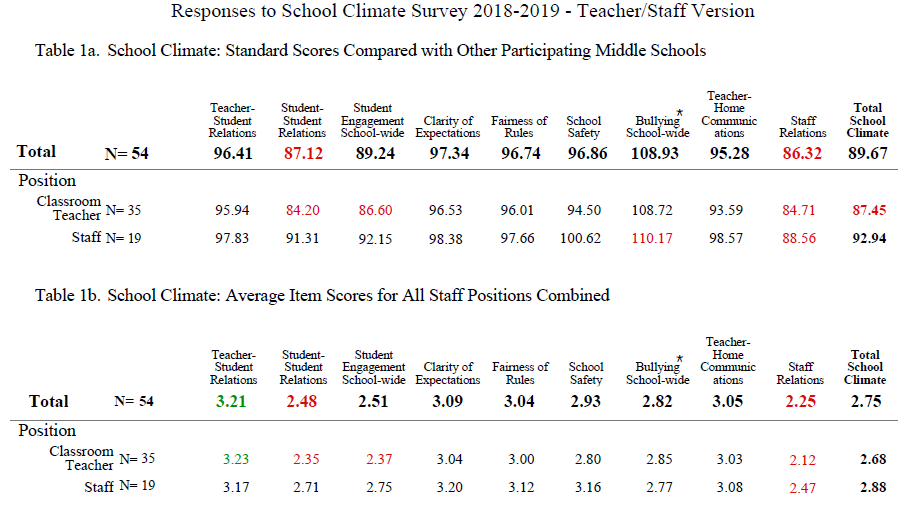 Responses to School Climate Survey 2018-2019 - Teacher/Staff Version
Table 1a. School Climate: Standard Scores Compared with Other Participating Middle Schools
Teacher-Student Relations Student-Student Relations Student Engagement School-wide Clarity of Expectations Fairness of Rules School Safety Bullying* School-wide Teacher-Home Communications Staff Relations Total School Climate
Total N= 54 96.41 87.12 89.24 97.34 96.74 96.86 108.93 95.28 86.32 89.67
Position
Classroom Teacher N= 35 95.94 84.20 86.60 96.53 96.01 94.50 108.72 93.59 84.71 87.45
Staff N= 19 97.83 91.31 92.15 98.38 97.66 100.62 110.17 98.57 88.56 92.94
Table 1b. School Climate: Average Item Scores for All Staff Positions Combined
Teacher-Student Relations Student-Student Relations Student Engagement School-wide Clarity of Expectations Fairness of Rules School Safety Bullying* School-wide Teacher-Home Communications Staff Relations Total School Climate
Total N= 54 3.21 2.48 2.51 3.09 3.04 2.93 2.82 3.05 2.25 2.75
Position
Classroom Teacher N= 35 3.23 2.35 2.37 3.04 3.00 2.80 2.85 3.03 2.12 2.68
Staff N= 19 3.17 2.71 2.75 3.20 3.12 3.16 2.77 3.08 2.47 2.88